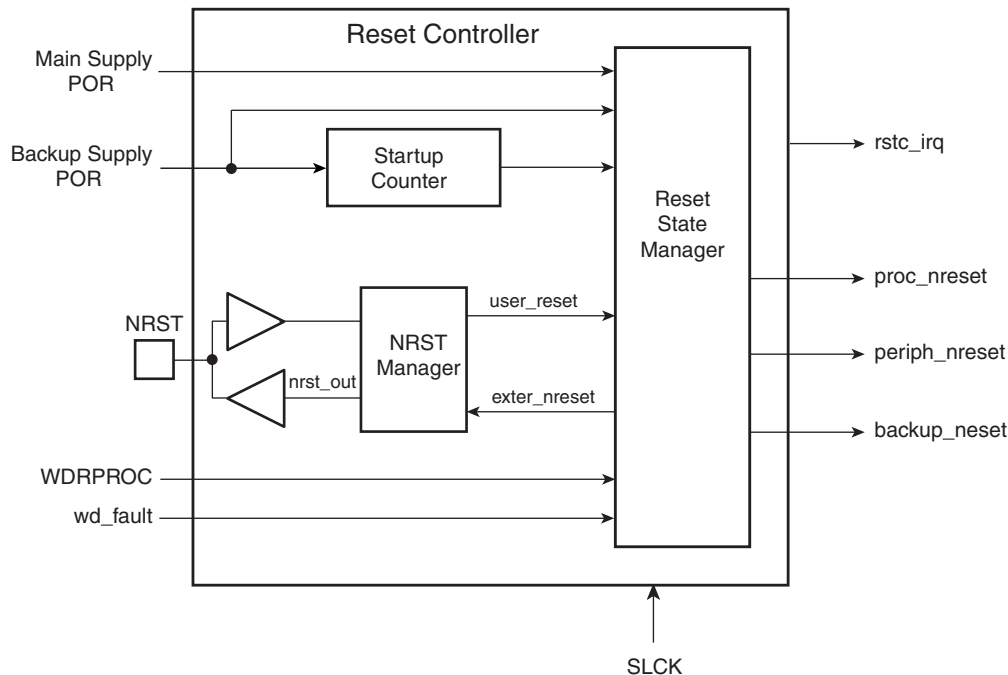 Reset Controller
Main Supply
POR
Backup Supply
POR
Startup
Counter
Reset
State
Manager
rstc_irq
proc_nreset
periph_nreset
backup_neset
NRST
user_reset
NRST
Manager
nrst_out
exter_nreset
WDRPROC
wd_fault
SLCK